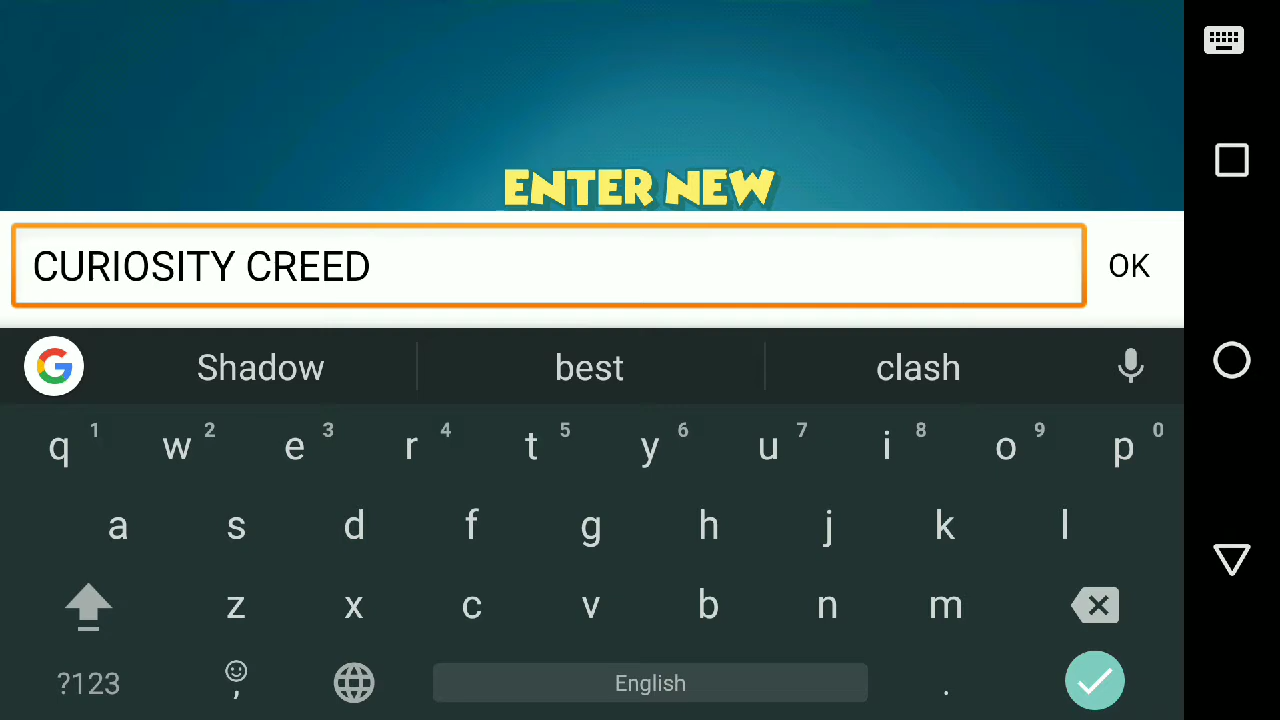 ENTER NEW
CURIOSITY CREED
OK
Shadow best clash
q 1 w 2 e 3 r 4 t 5 y 6 u 7 i 8 o 9 p 0
a s d f g h j k l
z x c v b n m
?123 , English .